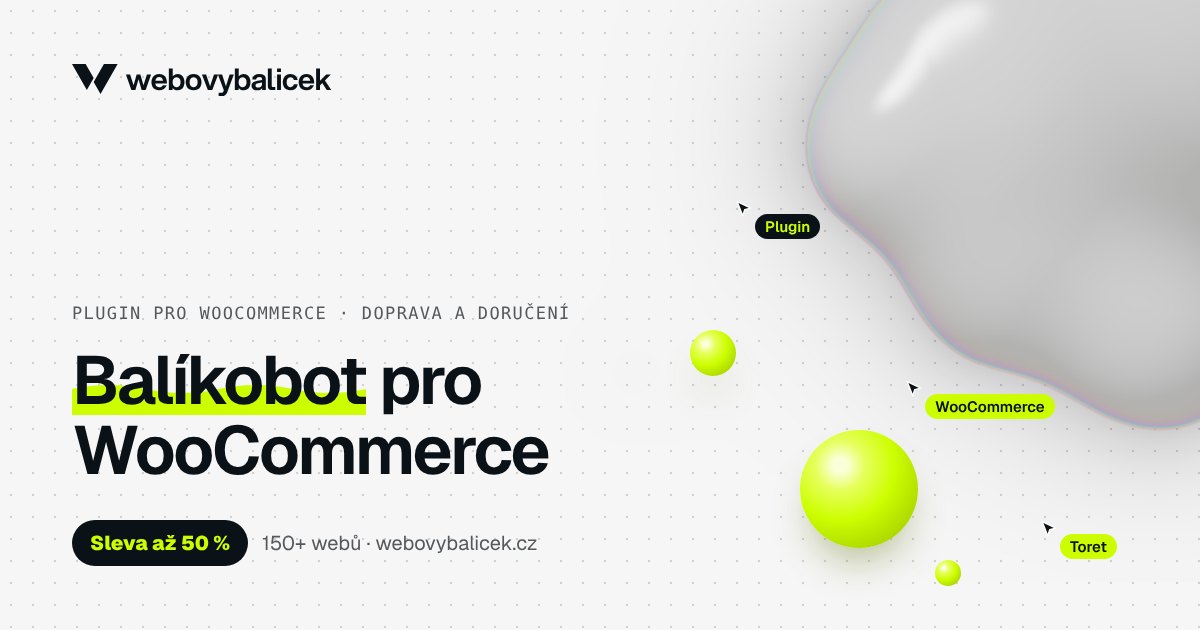 webovybalicek
Plugin
PLUGIN PRO WOOCOMMERCE · DOPRAVA A DORUČENÍ
Balíkobot pro
WooCommerce
WooCommerce
Sleva až 50 %
150+ webů · webovybalicek.cz
Toret